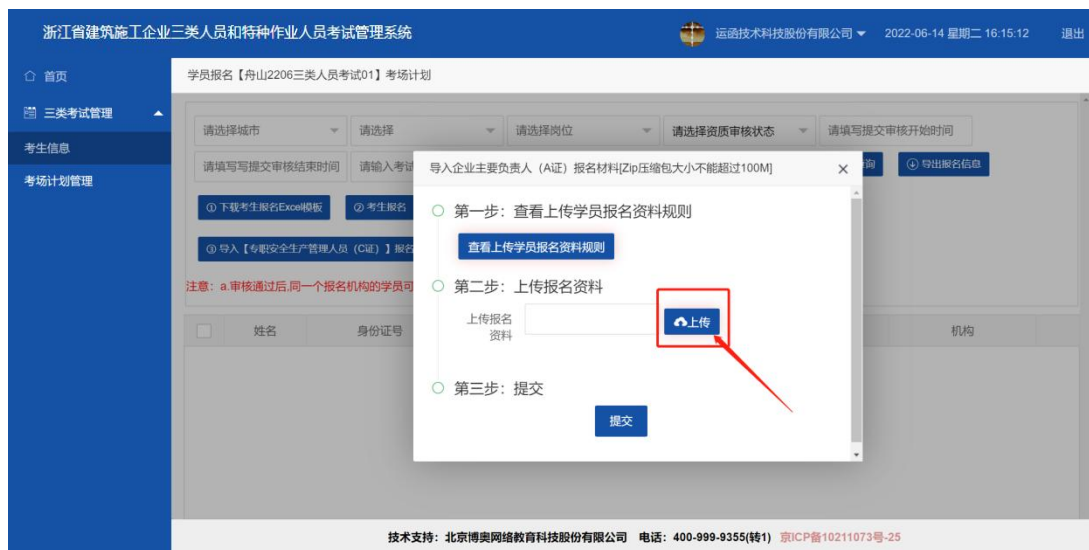 浙江省建筑施工企业三类人员和特种作业人员考试管理系统
运函技术科技股份有限公司 2022-06-14 星期二 16:15:12 退出
首页
学员报名【舟山2206三类人员考试01】考场计划
三类考试管理
考生信息
考场计划管理
请选择城市 请选择 请选择岗位 请选择资质审核状态 请填写提交审核开始时间
请填写写提交审核结束时间 请输入考试 询 导出报名信息
① 下载考生报名Excel模板 ② 考生报名
③ 导入【专职安全生产管理人员（C证）】报名
注意：a.审核通过后,同一个报名机构的学员可
姓名 身份证号 机构
导入企业主要负责人（A证）报名材料[Zip压缩包大小不能超过100M]
第一步：查看上传学员报名资料规则
查看上传学员报名资料规则
第二步：上传报名资料
上传报名资料 上传
第三步：提交
提交
技术支持：北京博奥网络教育科技股份有限公司 电话：400-999-9355(转1) 京ICP备10211073号-25